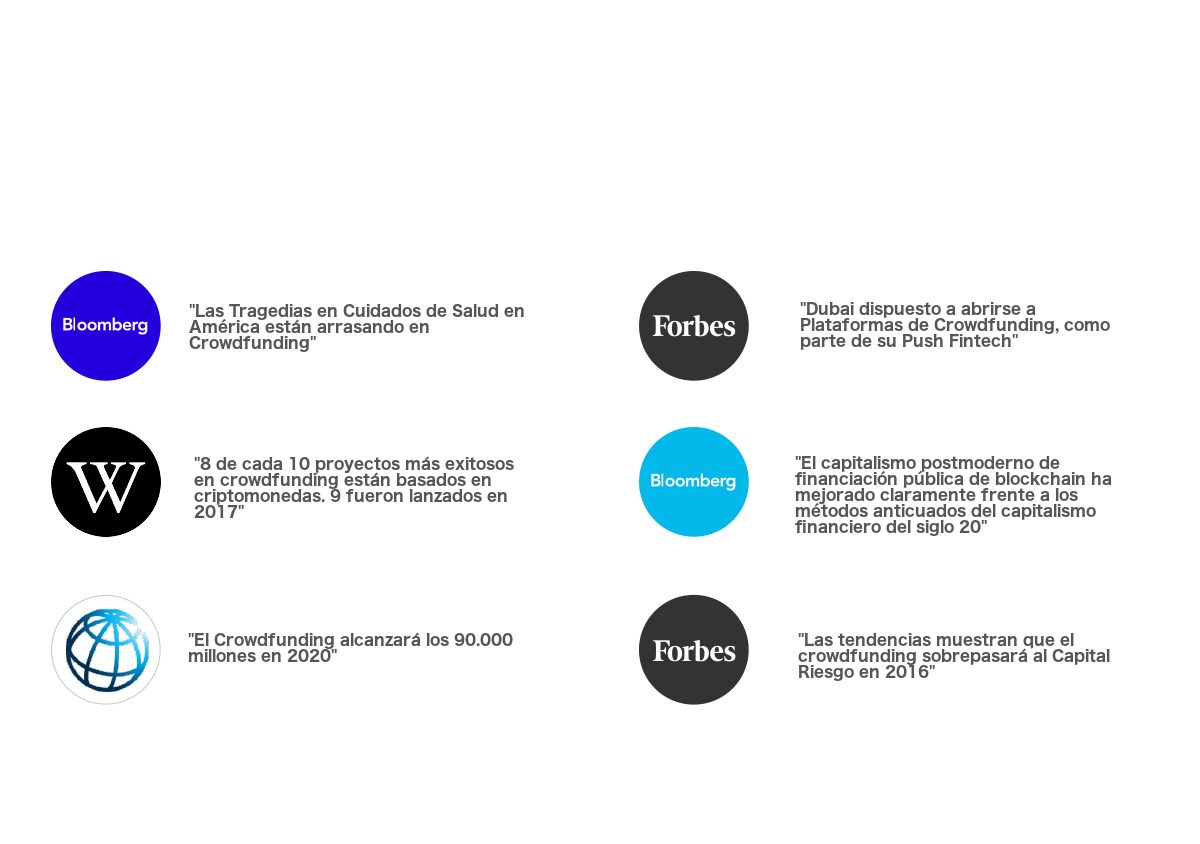 Bloomberg
"Las Tragedias en Cuidados de Salud en
América están arrasando en
Crowdfunding"
Forbes
"Dubai dispuesto a abrirse a
Plataformas de Crowdfunding, como
parte de su Push Fintech"
W
"8 de cada 10 proyectos más exitosos
en crowdfunding están basados en
criptomonedas. 9 fueron lanzados en
2017"
Bloomberg
"El capitalismo postmoderno de
financiación pública de blockchain ha
mejorado claramente frente a los
métodos anticuados del capitalismo
financiero del siglo 20"
"El Crowdfunding alcanzará los 90.000
millones en 2020"
Forbes
"Las tendencias muestran que el
crowdfunding sobrepasará al Capital
Riesgo en 2016"